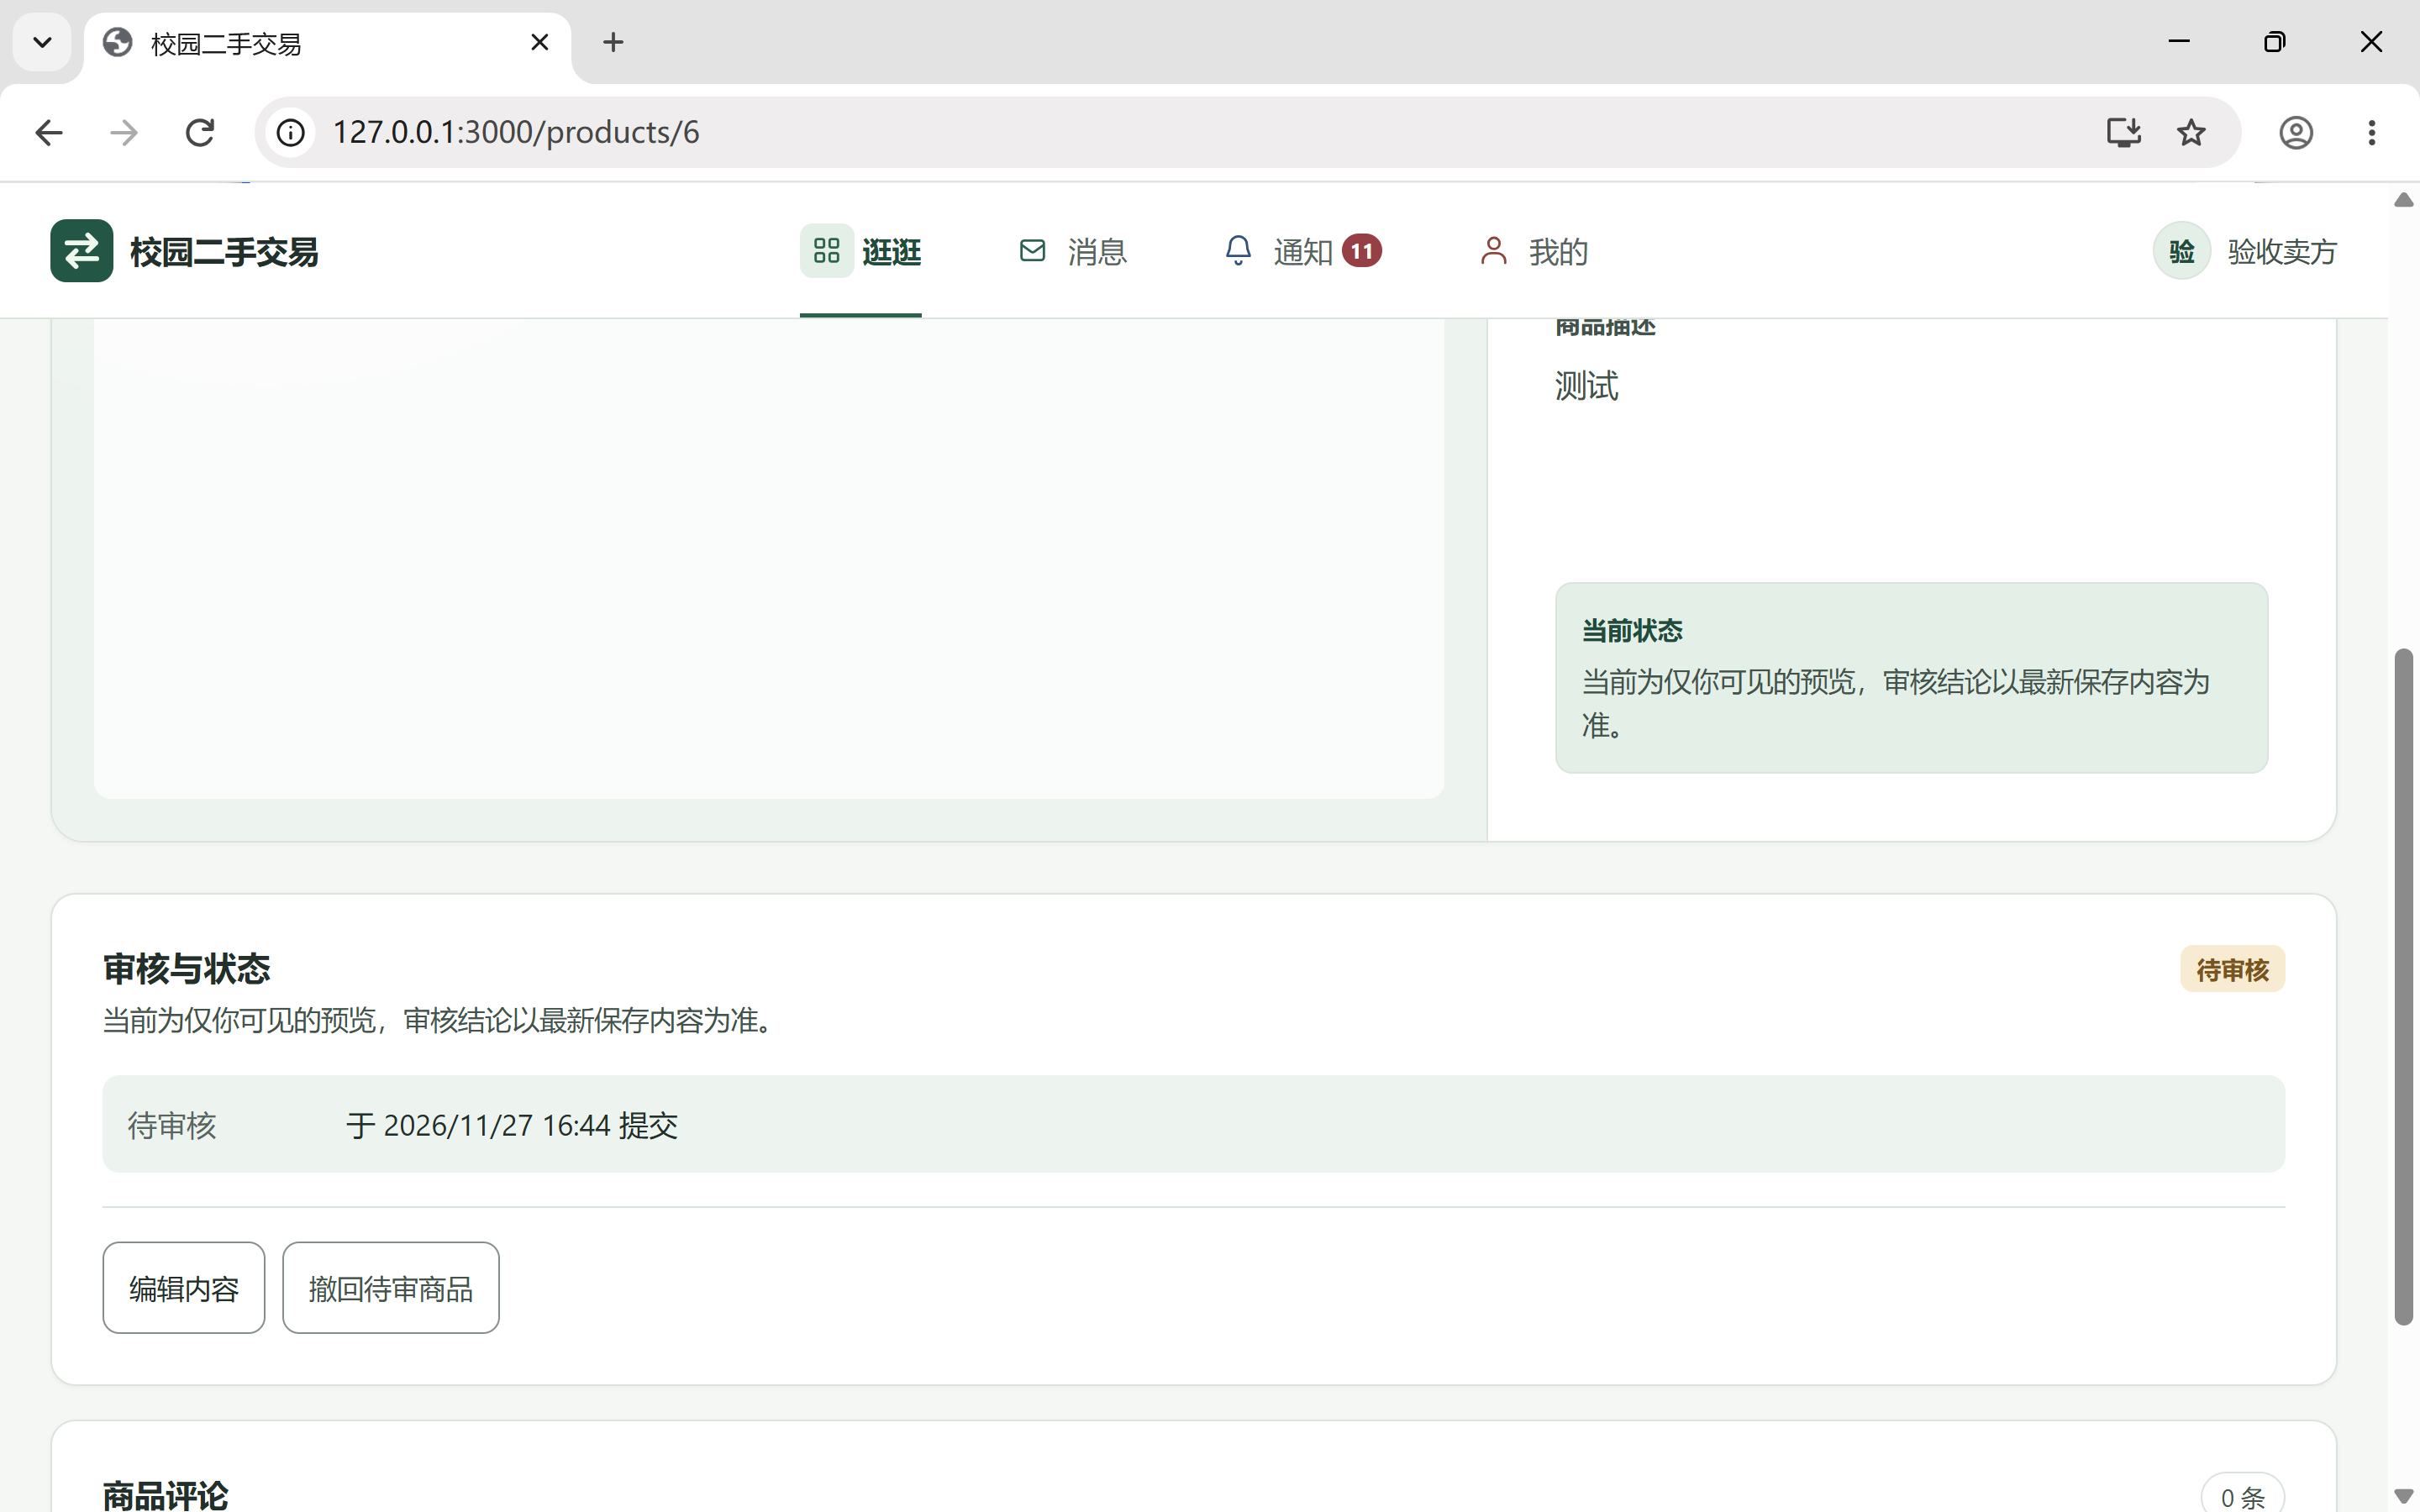 校园二手交易
127.0.0.1:3000/products/6
校园二手交易
逛逛
消息
通知 11
我的
验 验收卖方
商品描述
测试
当前状态
当前为仅你可见的预览，审核结论以最新保存内容为
准。
审核与状态
待审核
当前为仅你可见的预览，审核结论以最新保存内容为准。
待审核 于 2026/11/27 16:44 提交
编辑内容 撤回待审商品
商品评论
0 条